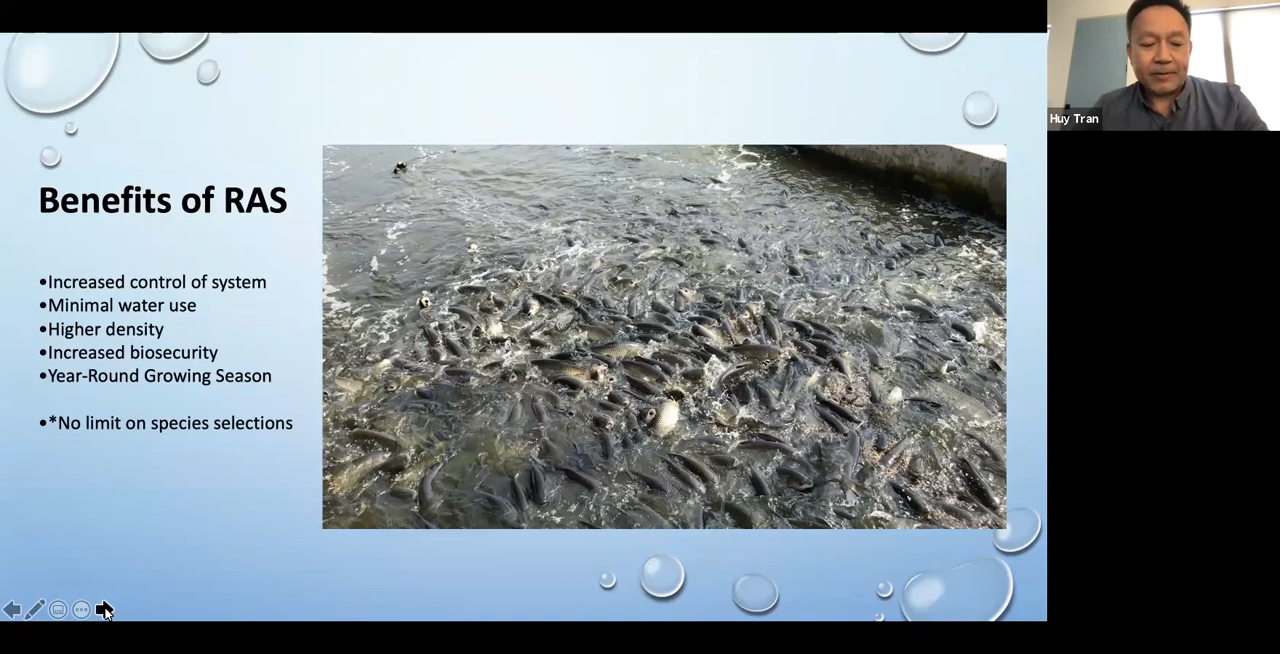 Huy Tran
Benefits of RAS
•Increased control of system
•Minimal water use
•Higher density
•Increased biosecurity
•Year-Round Growing Season
•*No limit on species selections